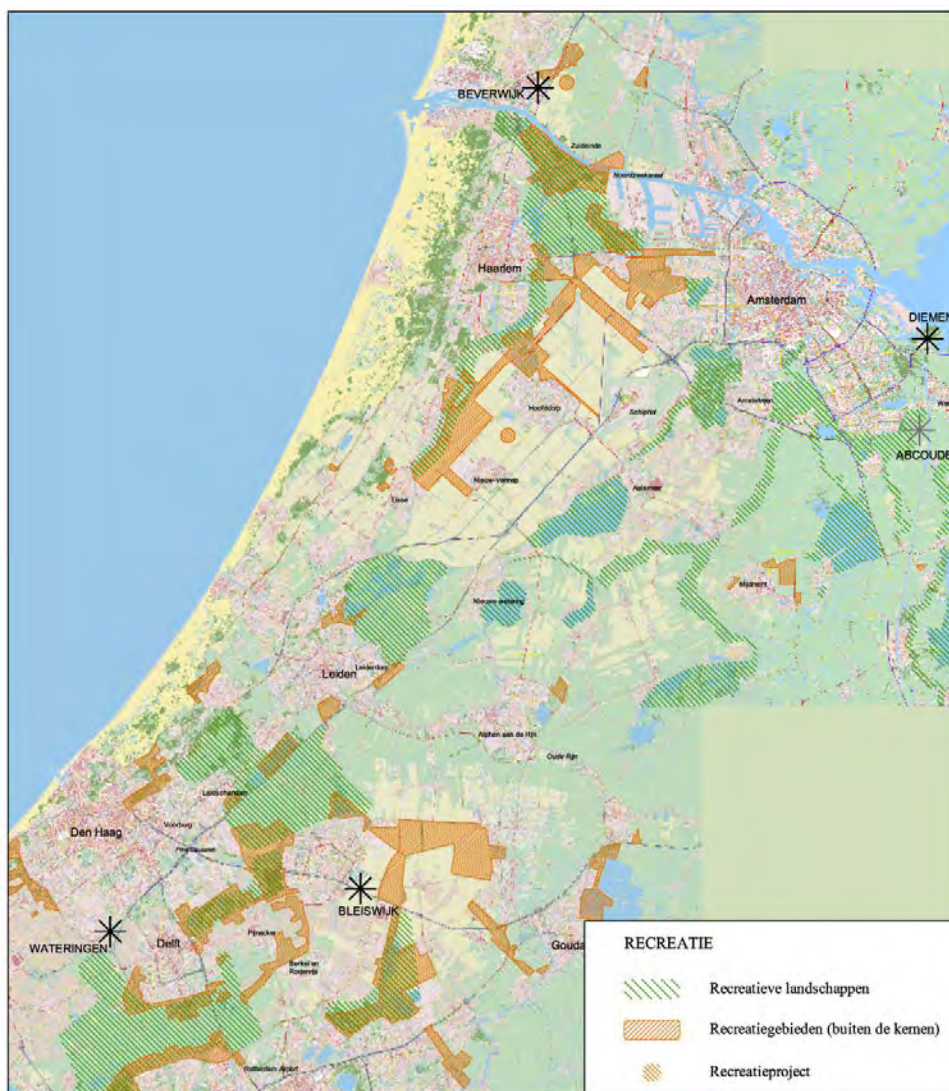 BEVERWIJK
Zuideinde
Noordzeekanaal
Haarlem
Amsterdam
DIEMEN
Hoofddorp
Schiphol
Amstelveen
ABCOUDE
Nieuw-Vennep
Aalsmeer
Lisse
Mijdrecht
Nieuwe wetering
Leiden
Leiderdorp
Alphen aan de Rijn
Oude Rijn
Leidschendam
Den Haag
Voorburg
BLEISWIJK
WATERINGEN
Delft
Pijnacker
Gouda
Berkel en
Rodenrijs
Rotterdam Airport
RECREATIE
Recreatieve landschappen
Recreatiegebieden (buiten de kernen)
Recreatieproject